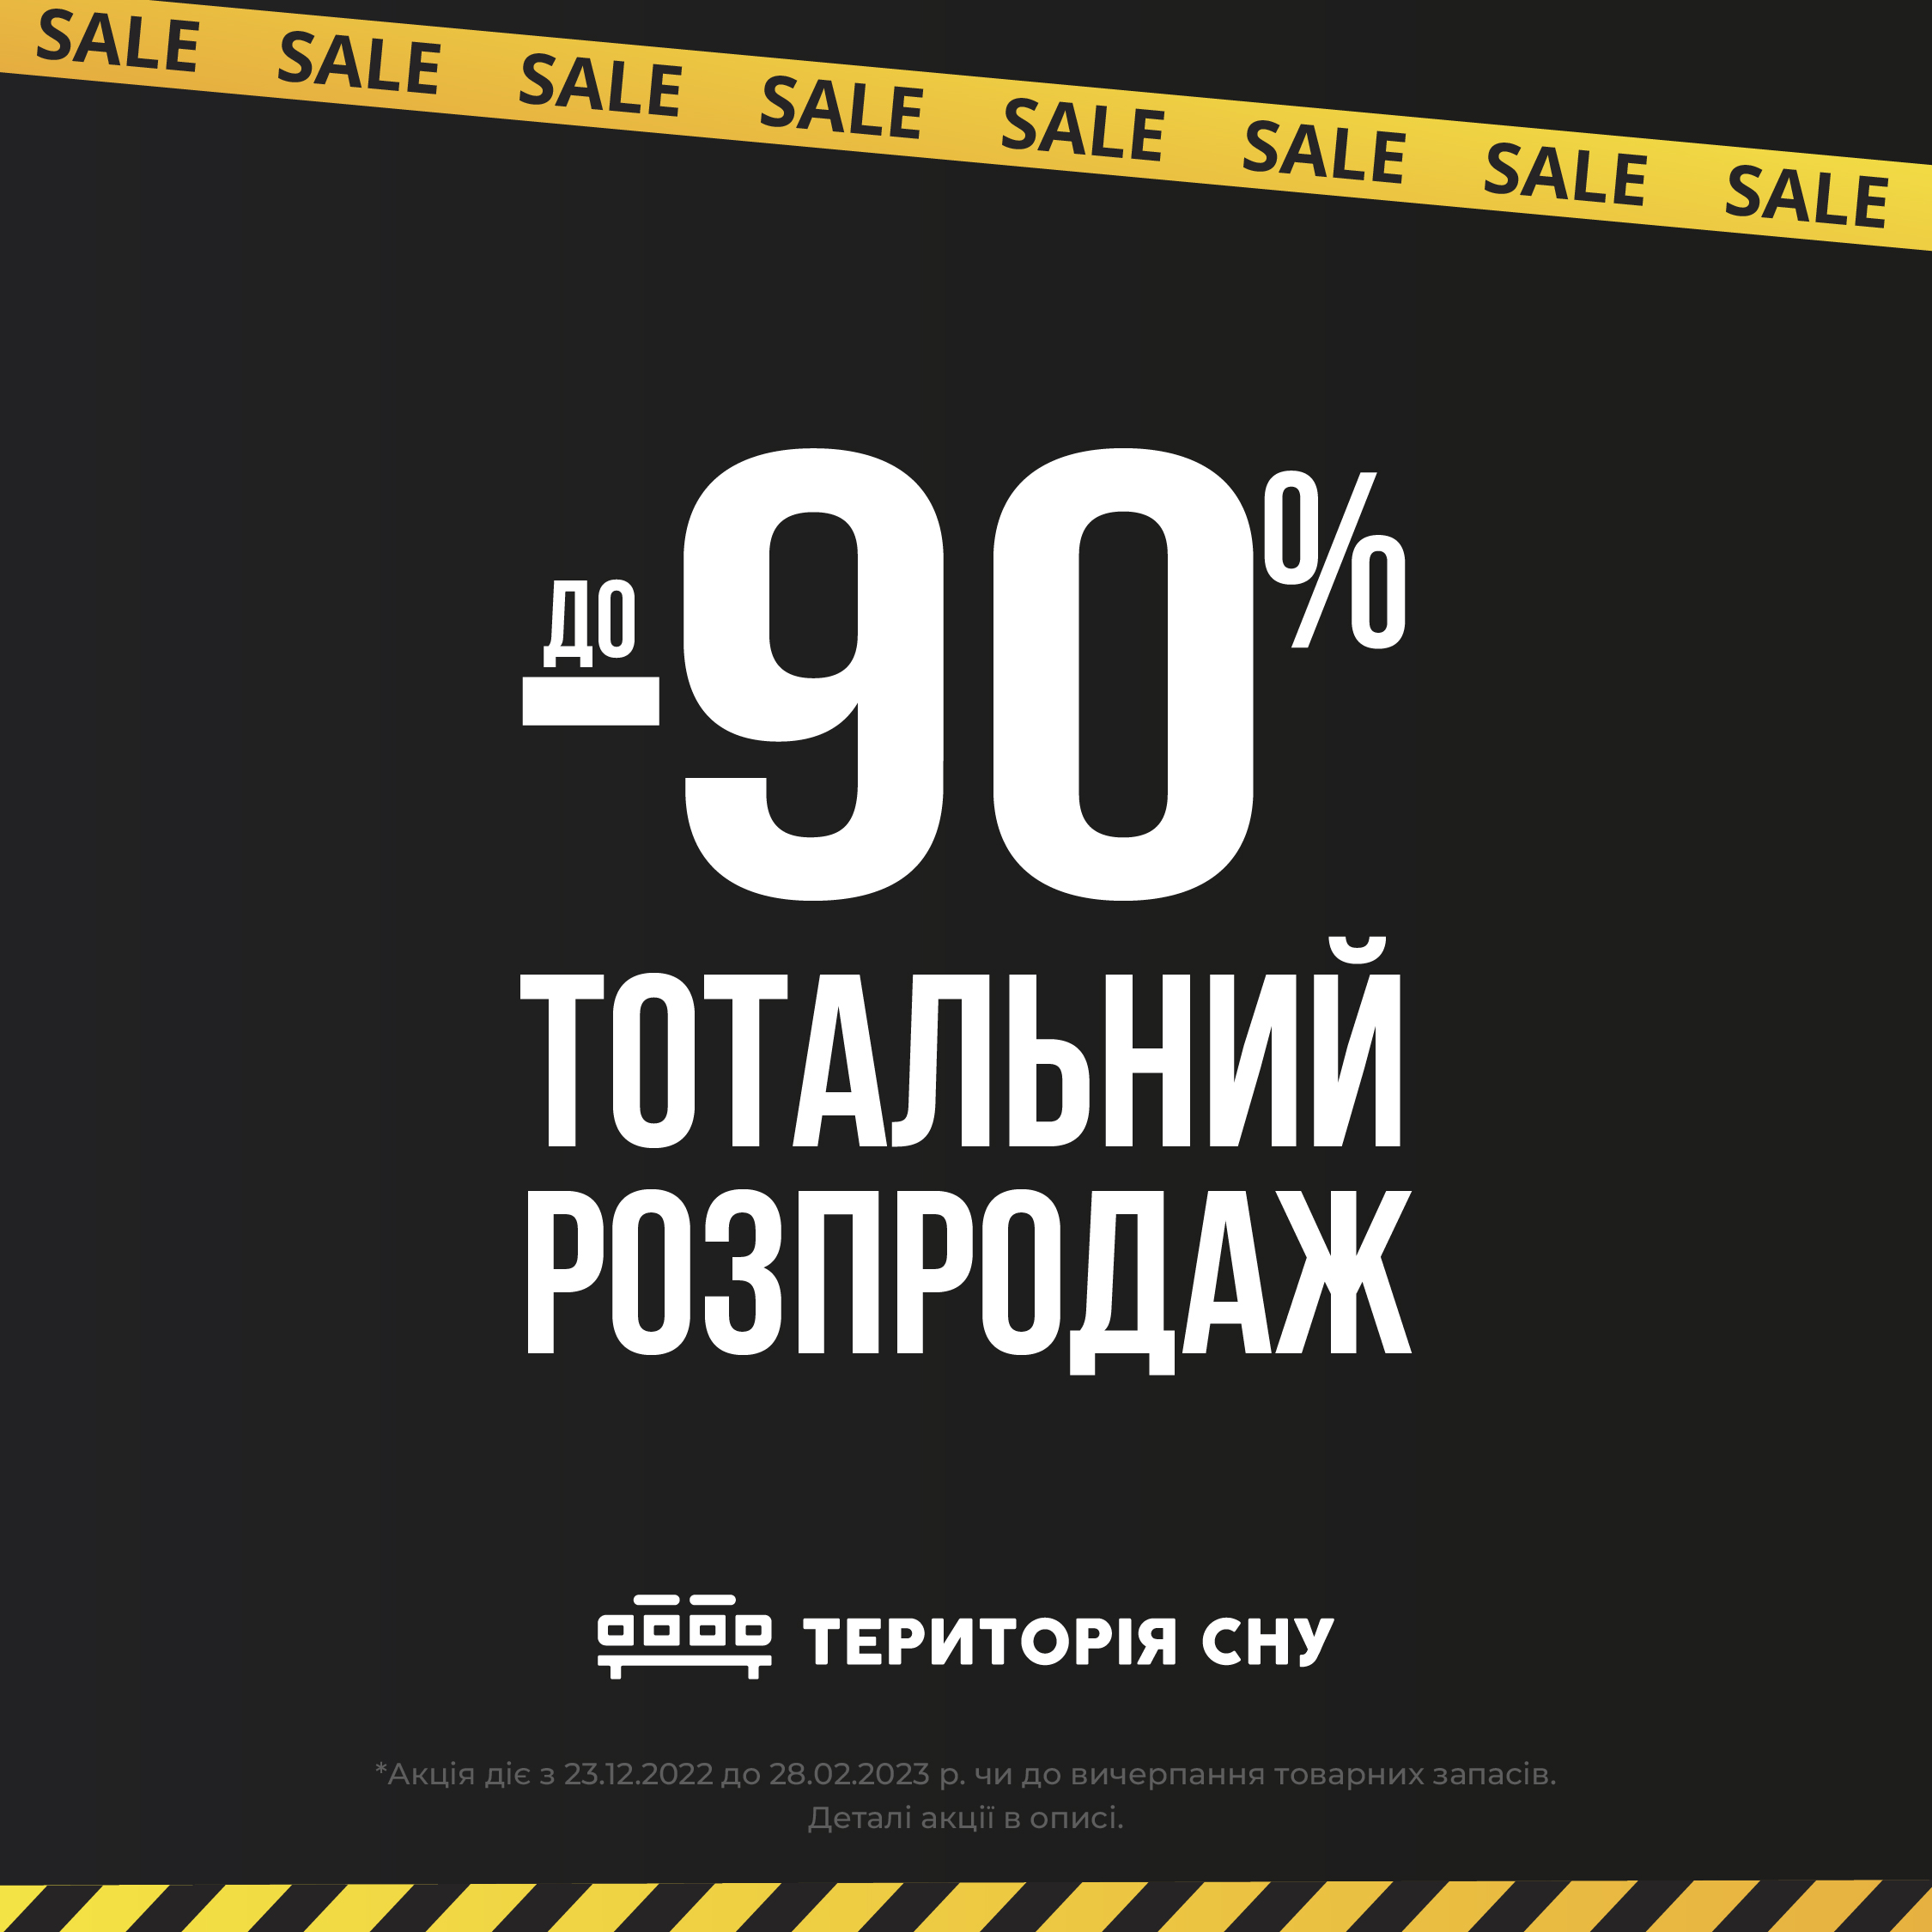 SALE SALE SALE SALE SALE SALE SALE SALE
до
-90%
ТОТАЛЬНИЙ
РОЗПРОДАЖ
ТЕРИТОРІЯ СНУ
*Акція діє з 23.12.2022 до 28.02.2023 р. чи до вичерпання товарних запасів.
Деталі акції в описі.